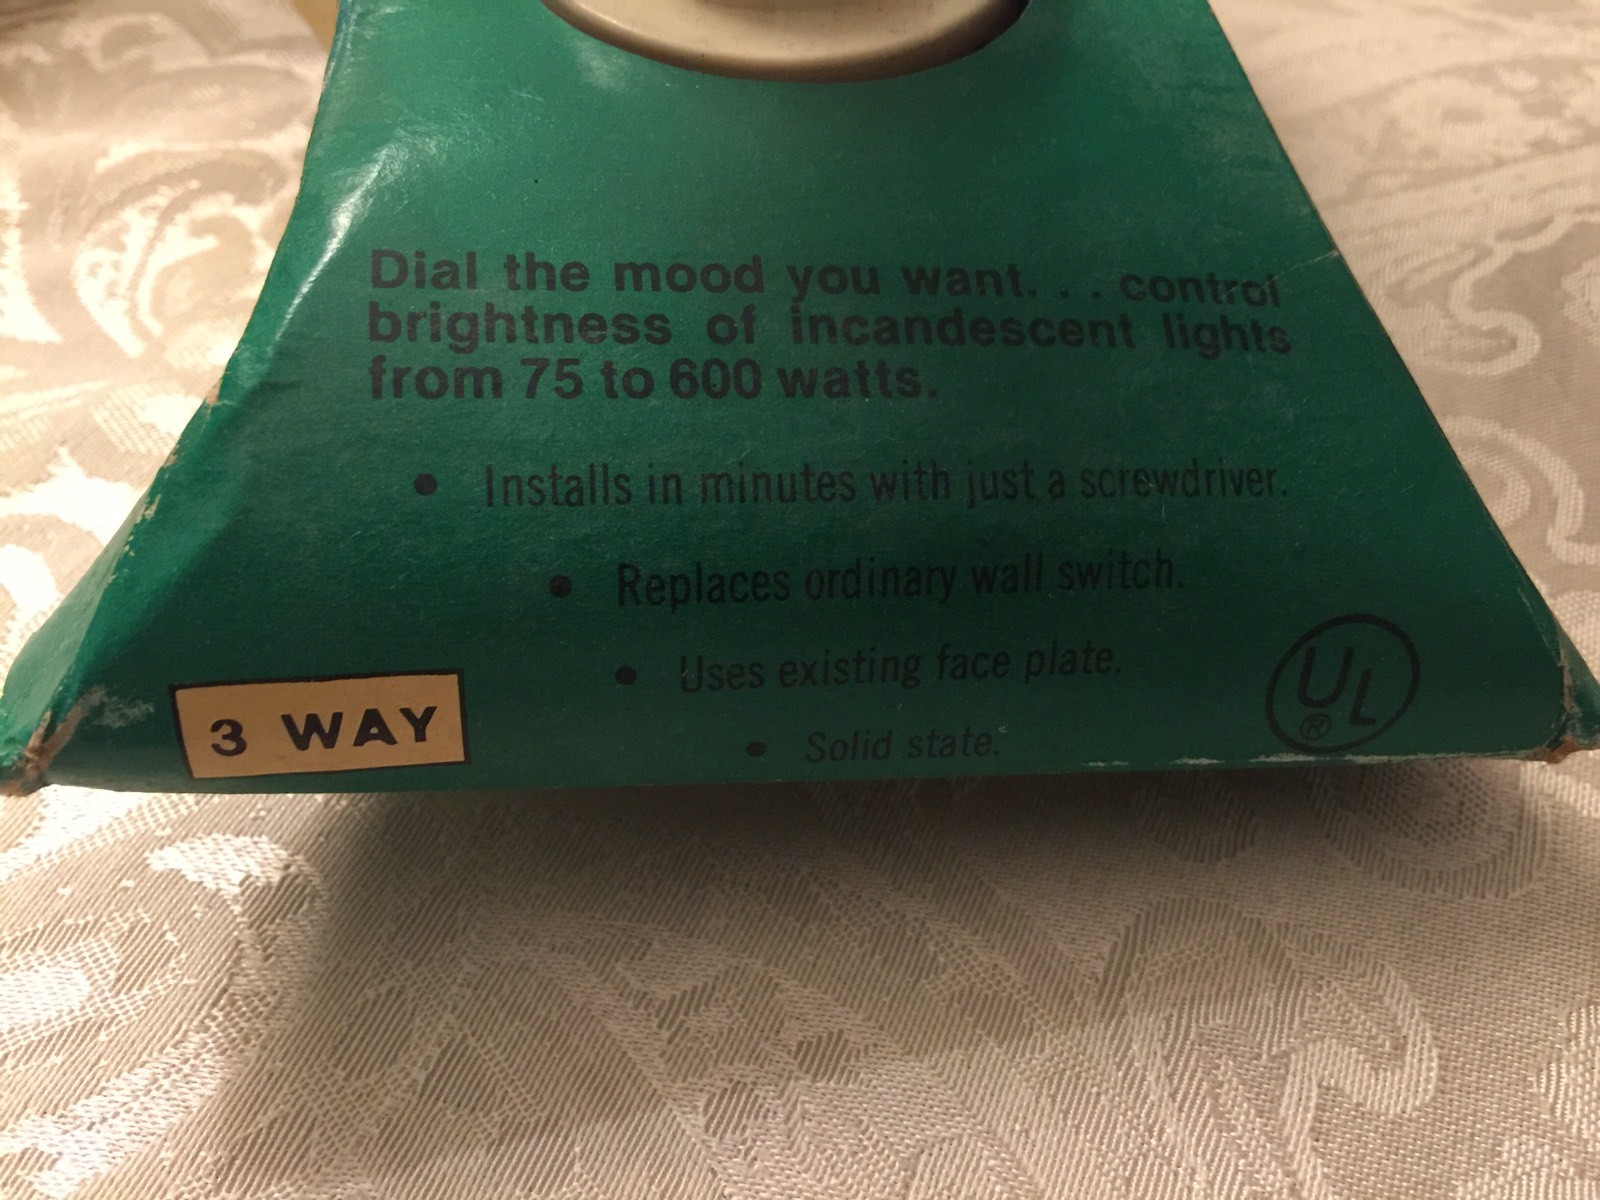 Dial the mood you want. . . control
brightness of incandescent lights
from 75 to 600 watts.
• Installs in minutes with just a screwdriver.
• Replaces ordinary wall switch.
• Uses existing face plate.
• Solid state.
3 WAY
UL
®